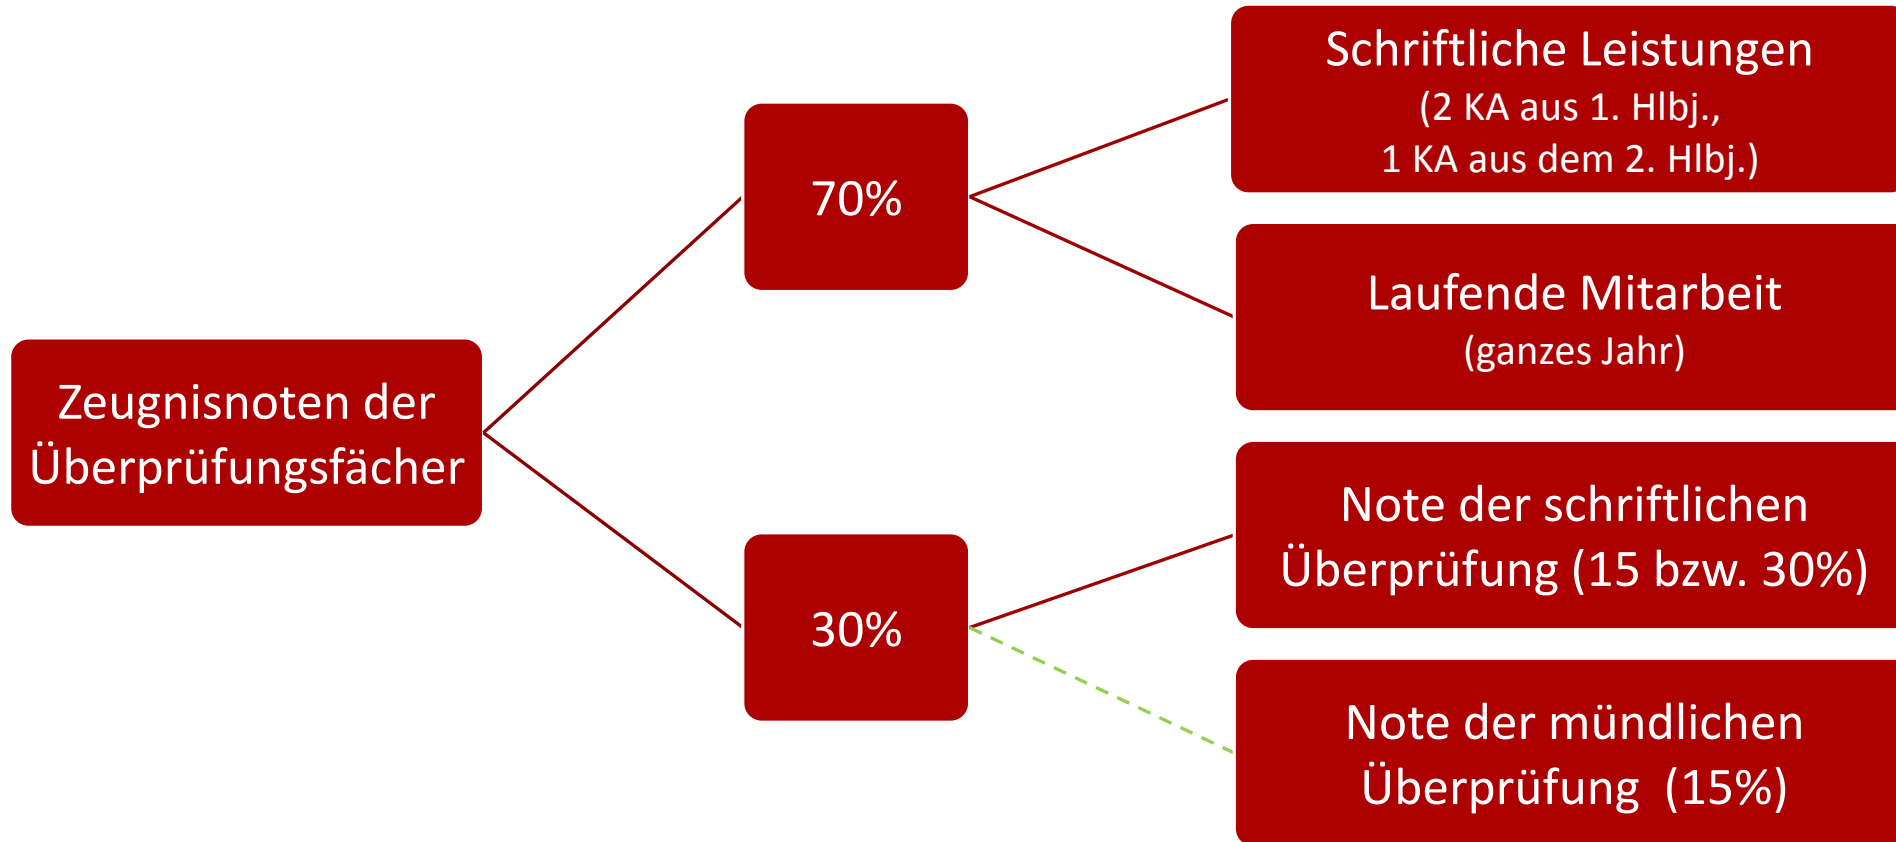 Zeugnisnoten der
Überprüfungsfächer
70%
30%
Schriftliche Leistungen
(2 KA aus 1. Hlbj.,
1 KA aus dem 2. Hlbj.)
Laufende Mitarbeit
(ganzes Jahr)
Note der schriftlichen
Überprüfung (15 bzw. 30%)
Note der mündlichen
Überprüfung  (15%)